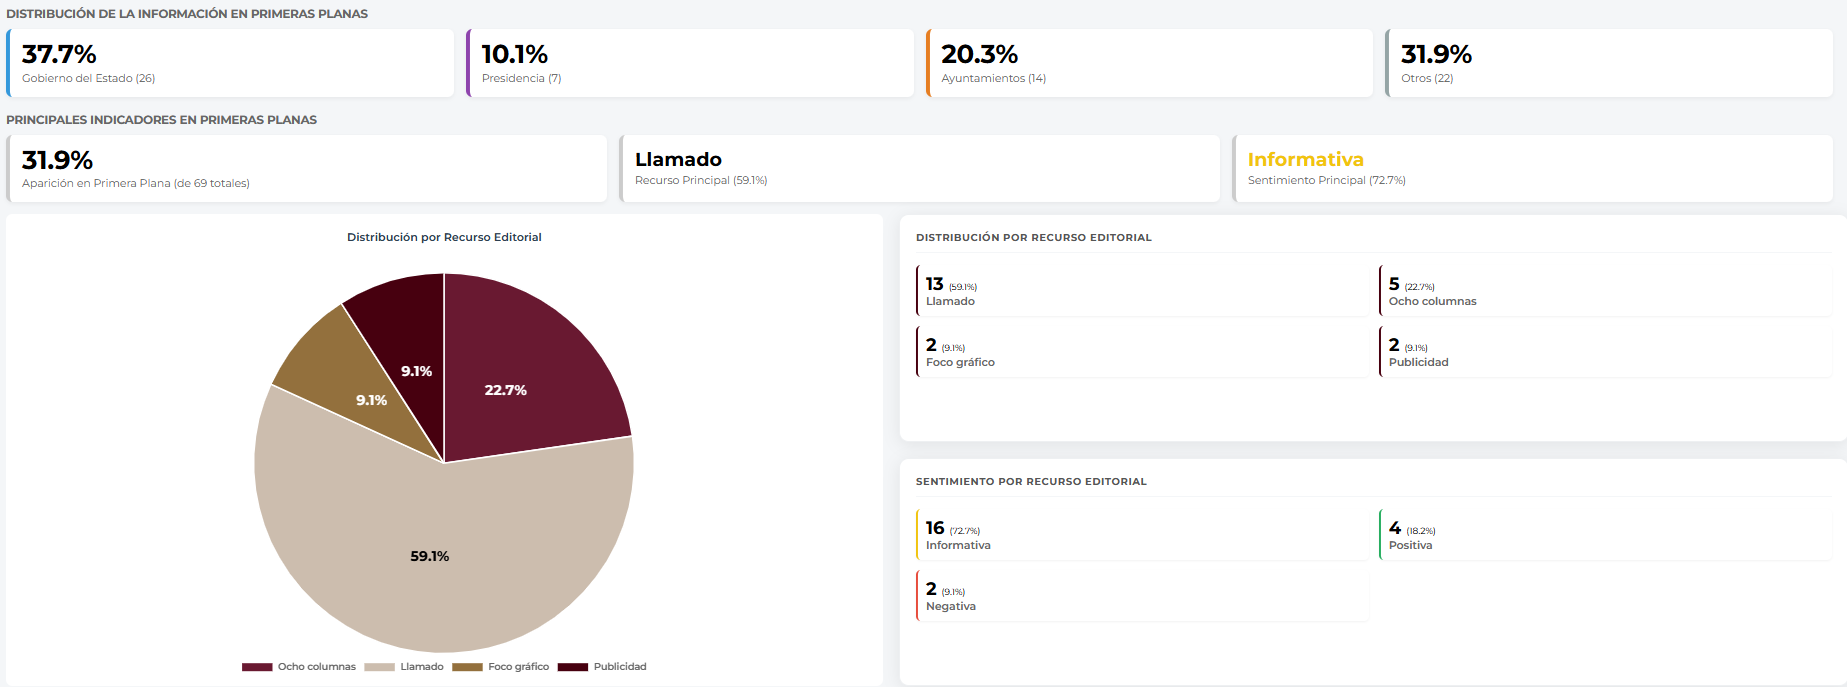 DISTRIBUCIÓN DE LA INFORMACIÓN EN PRIMERAS PLANAS
37.7%
Gobierno del Estado (26)
10.1%
Presidencia (7)
20.3%
Ayuntamientos (14)
31.9%
Otros (22)
PRINCIPALES INDICADORES EN PRIMERAS PLANAS
31.9%
Aparición en Primera Plana (de 69 totales)
Llamado
Recurso Principal (59.1%)
Informativa
Sentimiento Principal (72.7%)
Distribución por Recurso Editorial
9.1%
22.7%
9.1%
59.1%
Ocho columnas Llamado Foco gráfico Publicidad
DISTRIBUCIÓN POR RECURSO EDITORIAL
13 (59.1%)
Llamado
5 (22.7%)
Ocho columnas
2 (9.1%)
Foco gráfico
2 (9.1%)
Publicidad
SENTIMIENTO POR RECURSO EDITORIAL
16 (72.7%)
Informativa
4 (18.2%)
Positiva
2 (9.1%)
Negativa